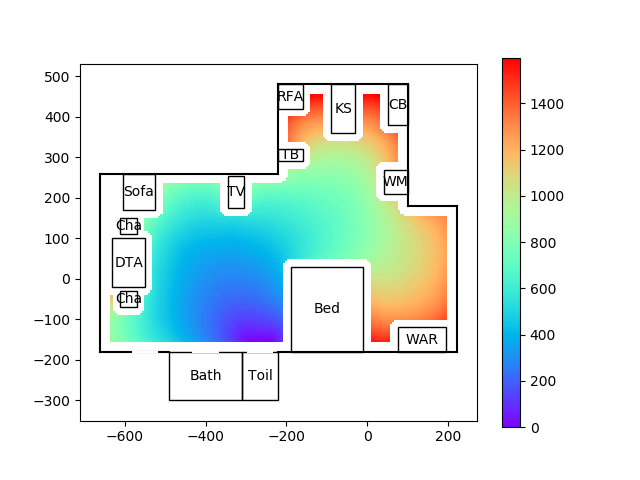 500
400
300
200
100
0
−100
−200
−300
−600
−400
−200
0
200
RFA
KS
CB
TB
WM
Sofa
TV
Cha
DTA
Cha
Bed
WAR
Bath
Toil
1400
1200
1000
800
600
400
200
0